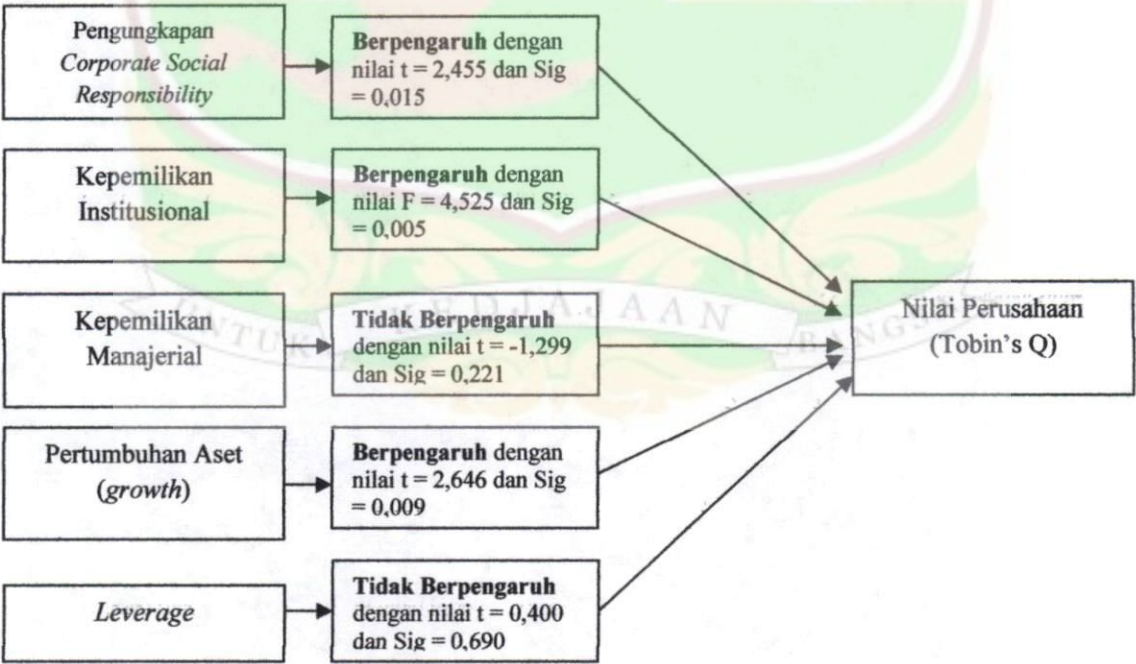 Pengungkapan
Corporate Social
Responsibility
Berpengaruh dengan
nilai t = 2,455 dan Sig
= 0,015
Kepemilikan
Institusional
Berpengaruh dengan
nilai F = 4,525 dan Sig
= 0,005
Kepemilikan
Manajerial
Tidak Berpengaruh
dengan nilai t = -1,299
dan Sig = 0,221
Pertumbuhan Aset
(growth)
Berpengaruh dengan
nilai t = 2,646 dan Sig
= 0,009
Leverage
Tidak Berpengaruh
dengan nilai t = 0,400
dan Sig = 0,690
Nilai Perusahaan
(Tobin's Q)
UNTUK KEDJAJAAN BANGSA